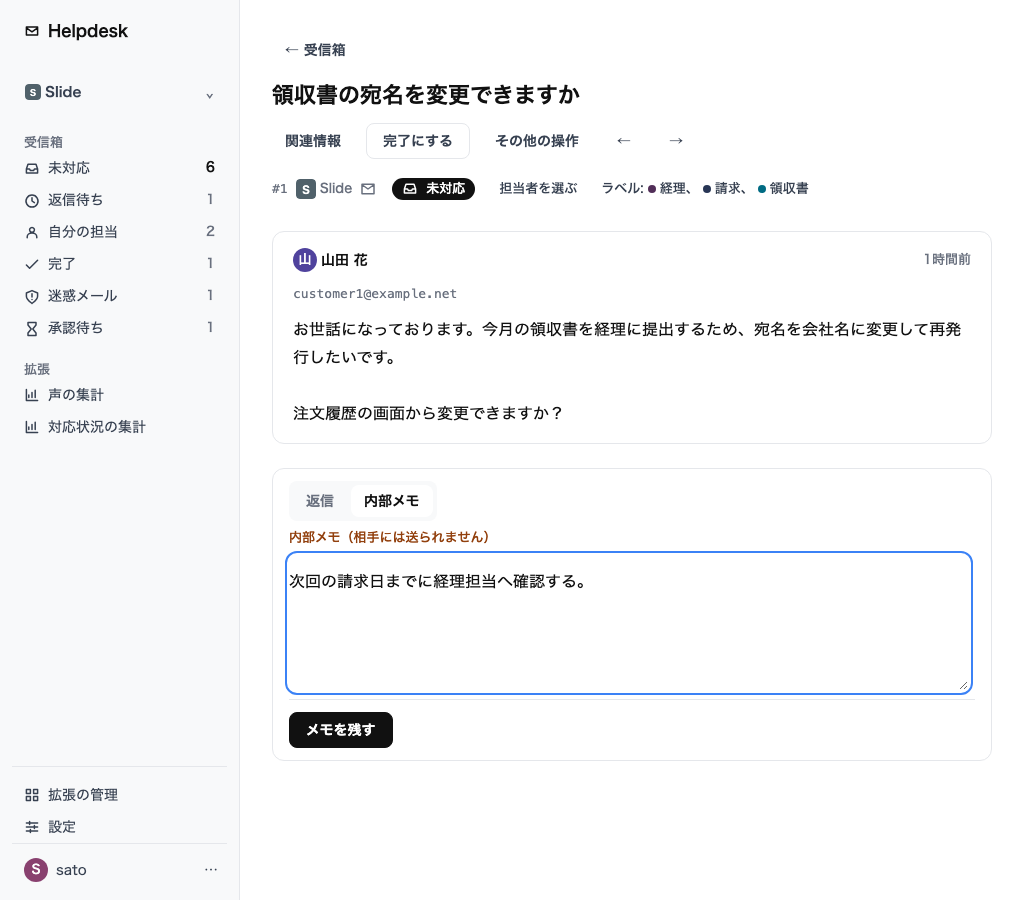 Helpdesk
S Slide
受信箱
未対応 6
返信待ち 1
自分の担当 2
完了 1
迷惑メール 1
承認待ち 1
拡張
声の集計
対応状況の集計
拡張の管理
設定
S sato ...
← 受信箱
領収書の宛名を変更できますか
関連情報 完了にする その他の操作 ← →
#1 S Slide 未対応 担当者を選ぶ ラベル: 経理、 請求、 領収書
山 山田 花 1時間前
customer1@example.net
お世話になっております。今月の領収書を経理に提出するため、宛名を会社名に変更して再発
行したいです。
注文履歴の画面から変更できますか？
返信 内部メモ
内部メモ（相手には送られません）
次回の請求日までに経理担当へ確認する。
メモを残す